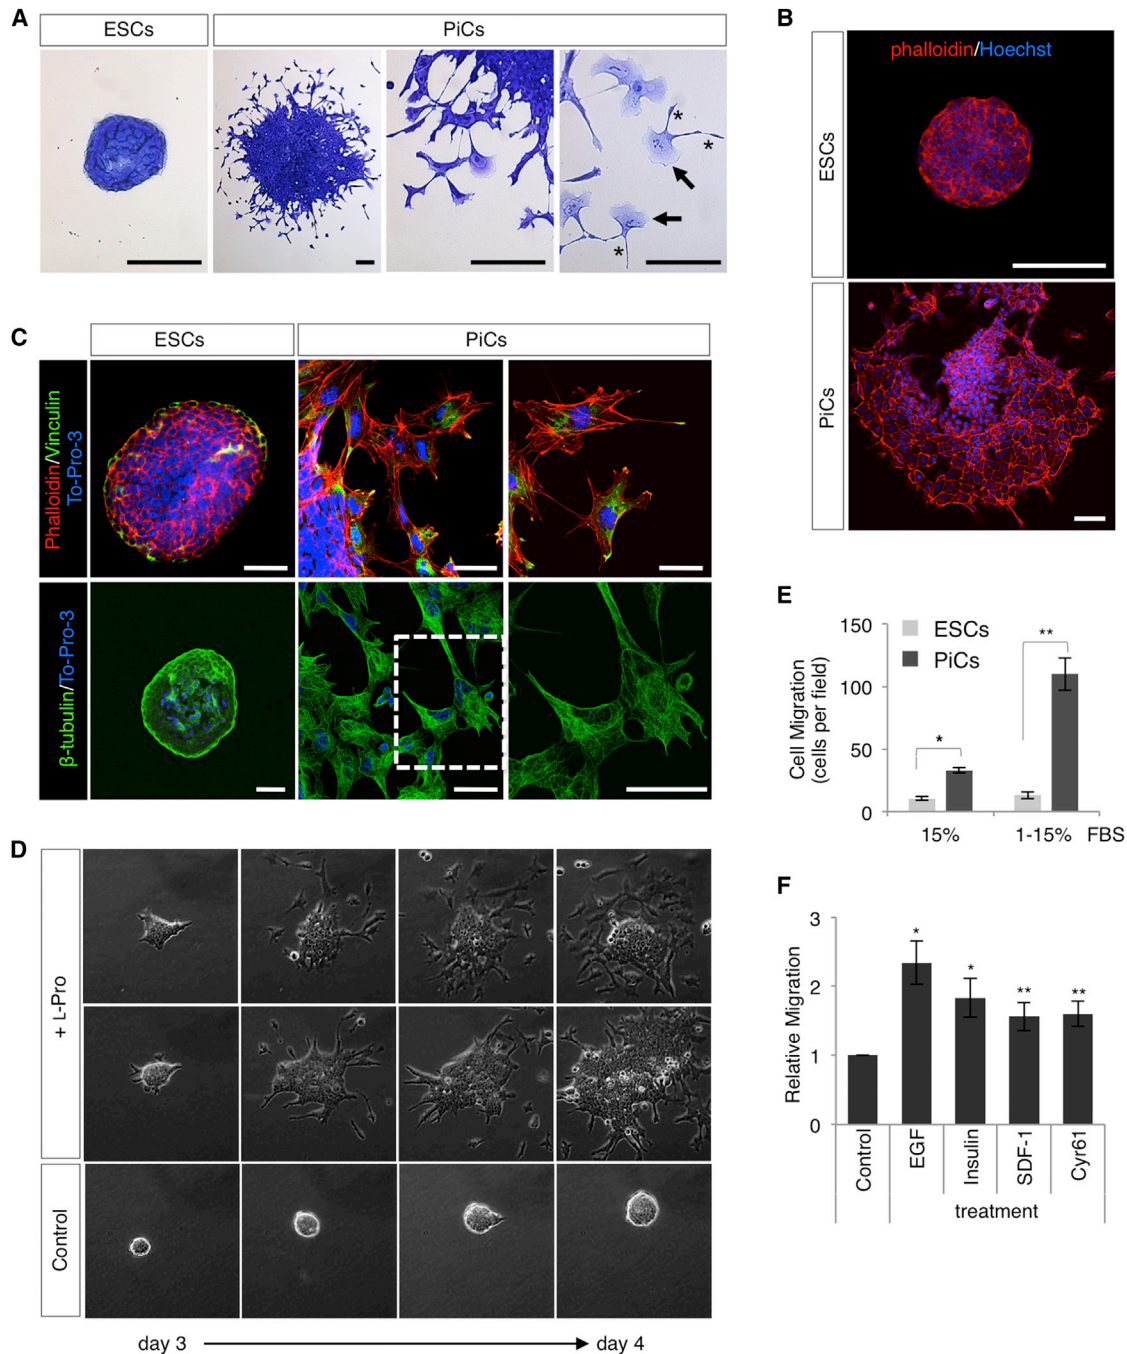 A
ESCs
PiCs
*
*
*
B
phalloidin/Hoechst
ESCs
PiCs
C
ESCs
PiCs
Phalloidin/Vinculin
To-Pro-3
β-tubulin/To-Pro-3
D
+ L-Pro
Control
day 3
day 4
E
Cell Migration
(cells per field)
150
100
50
0
ESCs
PiCs
*
**
15%
1-15%
FBS
F
Relative Migration
3
2
1
0
*
*
**
**
Control
EGF
Insulin
SDF-1
Cyr61
treatment